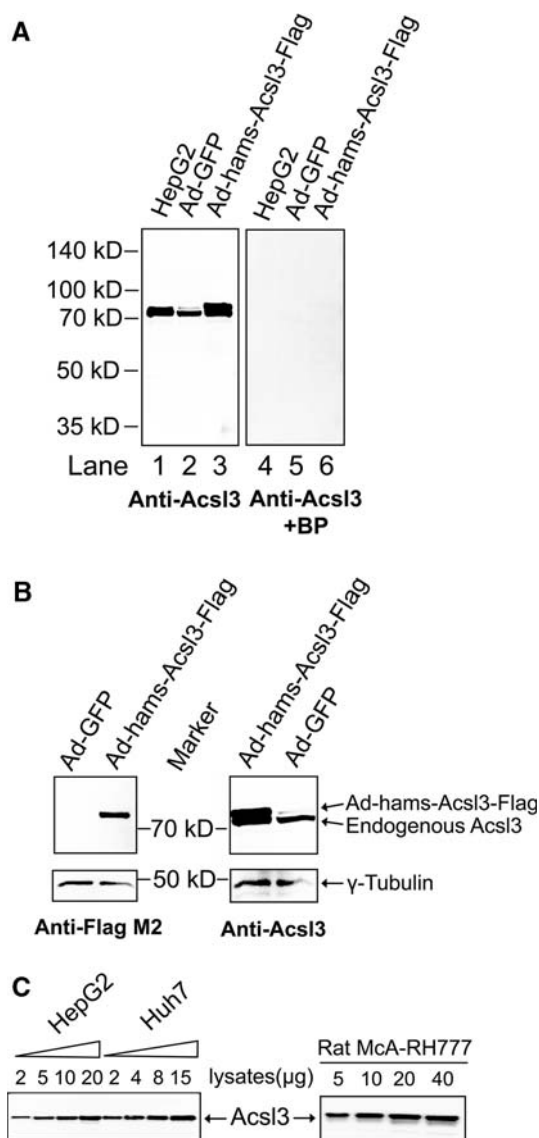 A
HepG2
Ad-GFP
Ad-hams-Acsl3-Flag
HepG2
Ad-GFP
Ad-hams-Acsl3-Flag
140 kD
100 kD
70 kD
50 kD
35 kD
Lane 1 2 3 4 5 6
Anti-Acsl3 Anti-Acsl3
+BP
B
Ad-GFP
Ad-hams-Acsl3-Flag
Marker
Ad-hams-Acsl3-Flag
Ad-GFP
Ad-hams-Acsl3-Flag
70 kD Endogenous Acsl3
50 kD γ-Tubulin
Anti-Flag M2 Anti-Acsl3
C
HepG2 Huh7
Rat McA-RH777
2 5 10 20 2 4 8 15 lysates(μg) 5 10 20 40
Acsl3